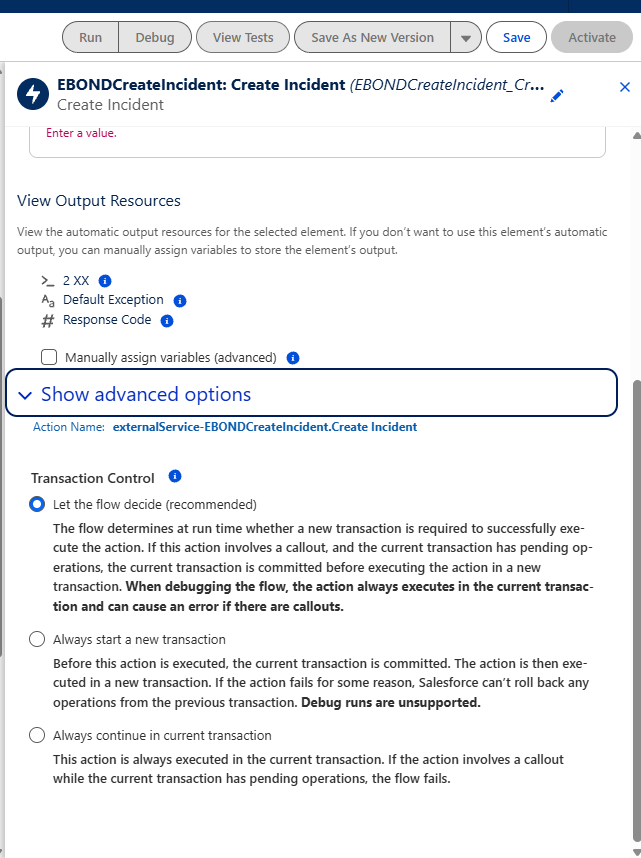 Run
Debug
View Tests
Save As New Version
Save
Activate
EBONDCreateIncident: Create Incident (EBONDCreateIncident_Cr...
Create Incident
Enter a value.
View Output Resources
View the automatic output resources for the selected element. If you don't want to use this element's automatic
output, you can manually assign variables to store the element's output.
2 XX
Default Exception
Response Code
Manually assign variables (advanced)
Show advanced options
Action Name: externalService-EBONDCreateIncident.Create Incident
Transaction Control
Let the flow decide (recommended)
The flow determines at run time whether a new transaction is required to successfully exe-
cute the action. If this action involves a callout, and the current transaction has pending op-
erations, the current transaction is committed before executing the action in a new
transaction. When debugging the flow, the action always executes in the current transac-
tion and can cause an error if there are callouts.
Always start a new transaction
Before this action is executed, the current transaction is committed. The action is then exe-
cuted in a new transaction. If the action fails for some reason, Salesforce can't roll back any
operations from the previous transaction. Debug runs are unsupported.
Always continue in current transaction
This action is always executed in the current transaction. If the action involves a callout
while the current transaction has pending operations, the flow fails.